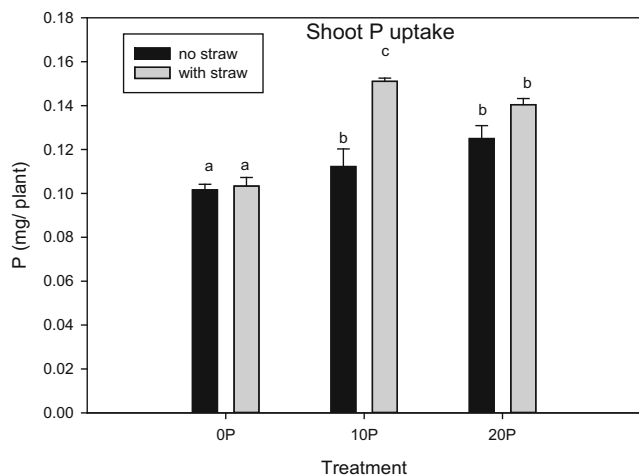 Shoot P uptake
no straw
with straw
P (mg/ plant)
0.18
0.16
0.14
0.12
0.10
0.08
0.06
0.04
0.02
0.00
a
a
b
c
b
b
0P
10P
20P
Treatment